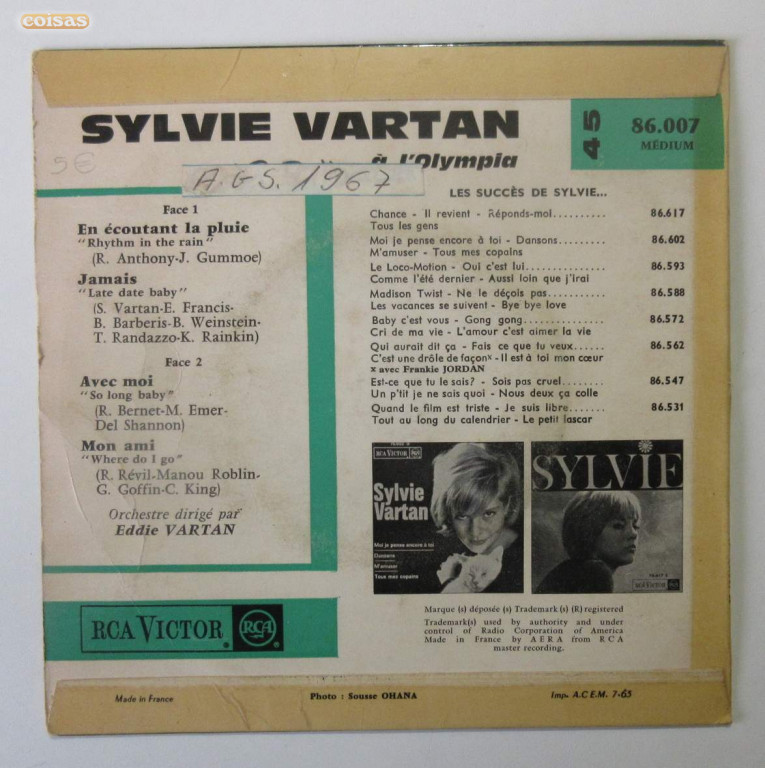 coisas
SYLVIE VARTAN
à l'Olympia
45
86.007
MÉDIUM
5€
A.G.S. 1967
Face 1
En écoutant la pluie
"Rhythm in the rain"
(R. Anthony-J. Gummoe)
Jamais
"Late date baby"
(S. Vartan-E. Francis-
B. Barberis-B. Weinstein-
T. Randazzo-K. Rainkin)
Face 2
Avec moi
"So long baby"
(R. Bernet-M. Emer-
Del Shannon)
Mon ami
"Where do I go"
(R. Révil-Manou Roblin-
G. Goffin-C. King)
Orchestre dirigé par
Eddie VARTAN
LES SUCCÈS DE SYLVIE...
Chance - Il revient - Réponds-moi.......... 86.617
Tous les gens
Moi je pense encore à toi - Dansons.......... 86.602
M'amuser - Tous mes copains
Le Loco-Motion - Oui c'est lui.............. 86.593
Comme l'été dernier - Aussi loin que j'irai
Madison Twist - Ne le déçois pas........... 86.588
Les vacances se suivent - Bye bye love
Baby c'est vous - Gong gong............... 86.572
Cri de ma vie - L'amour c'est aimer la vie
Qui aurait dit ça - Fais ce que tu veux...... 86.562
C'est une drôle de façon x - Il est à toi mon cœur
x avec Frankie JORDAN
Est-ce que tu le sais? - Sois pas cruel........ 86.547
Un p'tit je ne sais quoi - Nous deux ça colle
Quand le film est triste - Je suis libre....... 86.531
Tout au long du calendrier - Le petit lascar
RCA VICTOR
Sylvie
Vartan
Moi je pense encore à toi
Dansons
M'amuser
Tous mes copains
SYLVIE
RCA VICTOR
Marque (s) déposée (s) Trademark (s) (R) registered
Trademark(s) used by authority and under
control of Radio Corporation of America
Made in France by AERA from RCA
master recording.
RCA VICTOR
RCA
Made in France
Photo : Sousse OHANA
Imp. A.C.E.M. 7-63